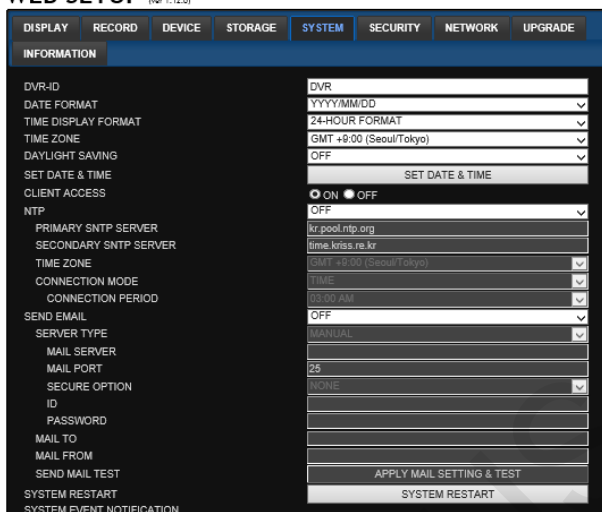 WEB SETUP (Ver 1.12.0)
DISPLAY RECORD DEVICE STORAGE SYSTEM SECURITY NETWORK UPGRADE
INFORMATION
DVR-ID DVR
DATE FORMAT YYYY/MM/DD
TIME DISPLAY FORMAT 24-HOUR FORMAT
TIME ZONE GMT +9:00 (Seoul/Tokyo)
DAYLIGHT SAVING OFF
SET DATE & TIME SET DATE & TIME
CLIENT ACCESS ON OFF
NTP OFF
PRIMARY SNTP SERVER kr.pool.ntp.org
SECONDARY SNTP SERVER time.kriss.re.kr
TIME ZONE GMT +9:00 (Seoul/Tokyo)
CONNECTION MODE TIME
CONNECTION PERIOD 03:00 AM
SEND EMAIL OFF
SERVER TYPE MANUAL
MAIL SERVER
MAIL PORT 25
SECURE OPTION NONE
ID
PASSWORD
MAIL TO
MAIL FROM
SEND MAIL TEST APPLY MAIL SETTING & TEST
SYSTEM RESTART SYSTEM RESTART
SYSTEM EVENT NOTIFICATION